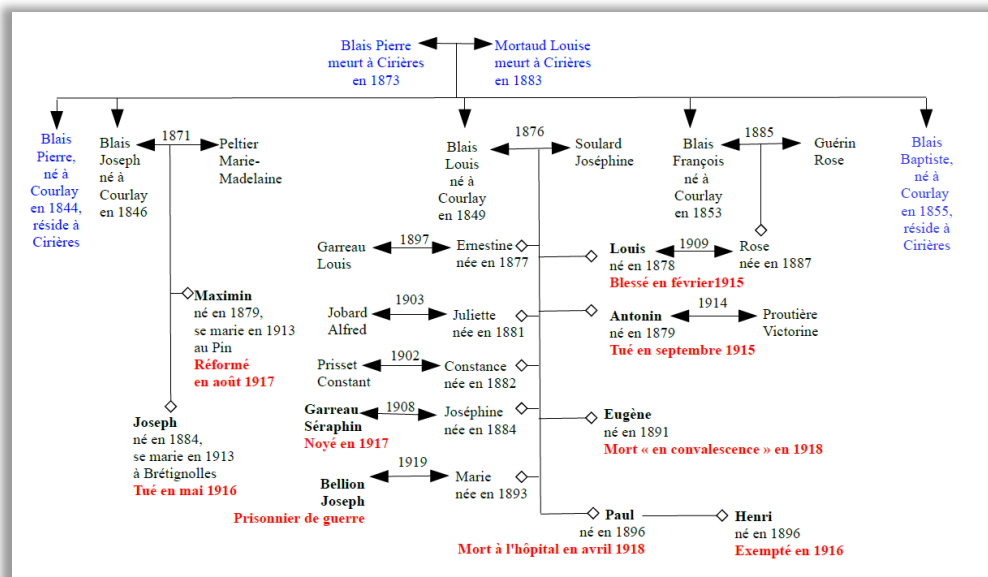 Blais Pierre
meurt à Cirières
en 1873
Mortaud Louise
meurt à Cirières
en 1883
Blais
Pierre,
né à
Courlay
en 1844,
réside à
Cirières
Blais
Joseph
né à
Courlay
en 1846
1871
Peltier
Marie-
Madelaine
Blais
Louis
né à
Courlay
en 1849
1876
Soulard
Joséphine
Blais
François
né à
Courlay
en 1853
1885
Guérin
Rose
Blais
Baptiste,
né à
Courlay
en 1855,
réside à
Cirières
Garreau
Louis
1897
Ernestine
née en 1877
Louis
né en 1878
Blessé en février1915
1909
Rose
née en 1887
Maximin
né en 1879,
se marie en 1913
au Pin
Réformé
en août 1917
Jobard
Alfred
1903
Juliette
née en 1881
Antonin
né en 1879
Tué en septembre 1915
1914
Proutière
Victorine
Prisset
Constant
1902
Constance
née en 1882
Joseph
né en 1884,
se marie en 1913
à Brétignolles
Tué en mai 1916
Garreau
Séraphin
Noyé en 1917
1908
Joséphine
née en 1884
Eugène
né en 1891
Mort « en convalescence » en 1918
Bellion
Joseph
Prisonnier de guerre
1919
Marie
née en 1893
Paul
né en 1896
Mort à l'hôpital en avril 1918
Henri
né en 1896
Exempté en 1916